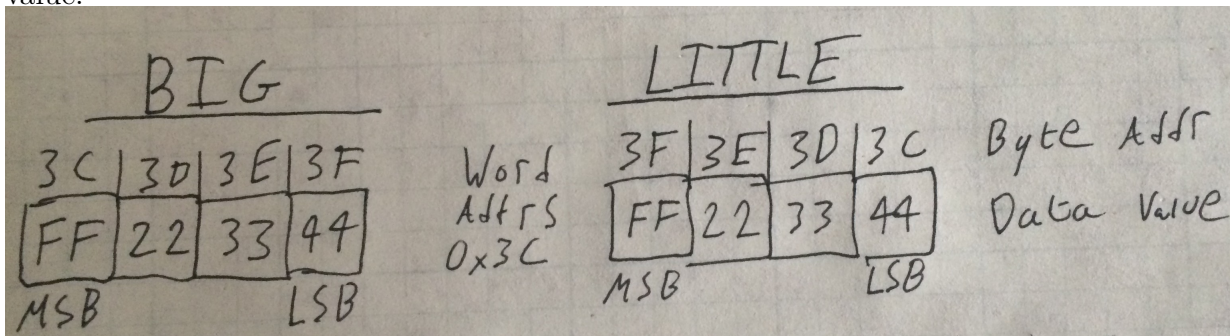 value.
BIG LITTLE
3C 3D 3E 3F Word 3F 3E 3D 3C Byte Addr
FF 22 33 44 Addrs FF 22 33 44 Data Value
0x3C
MSB LSB MSB LSB